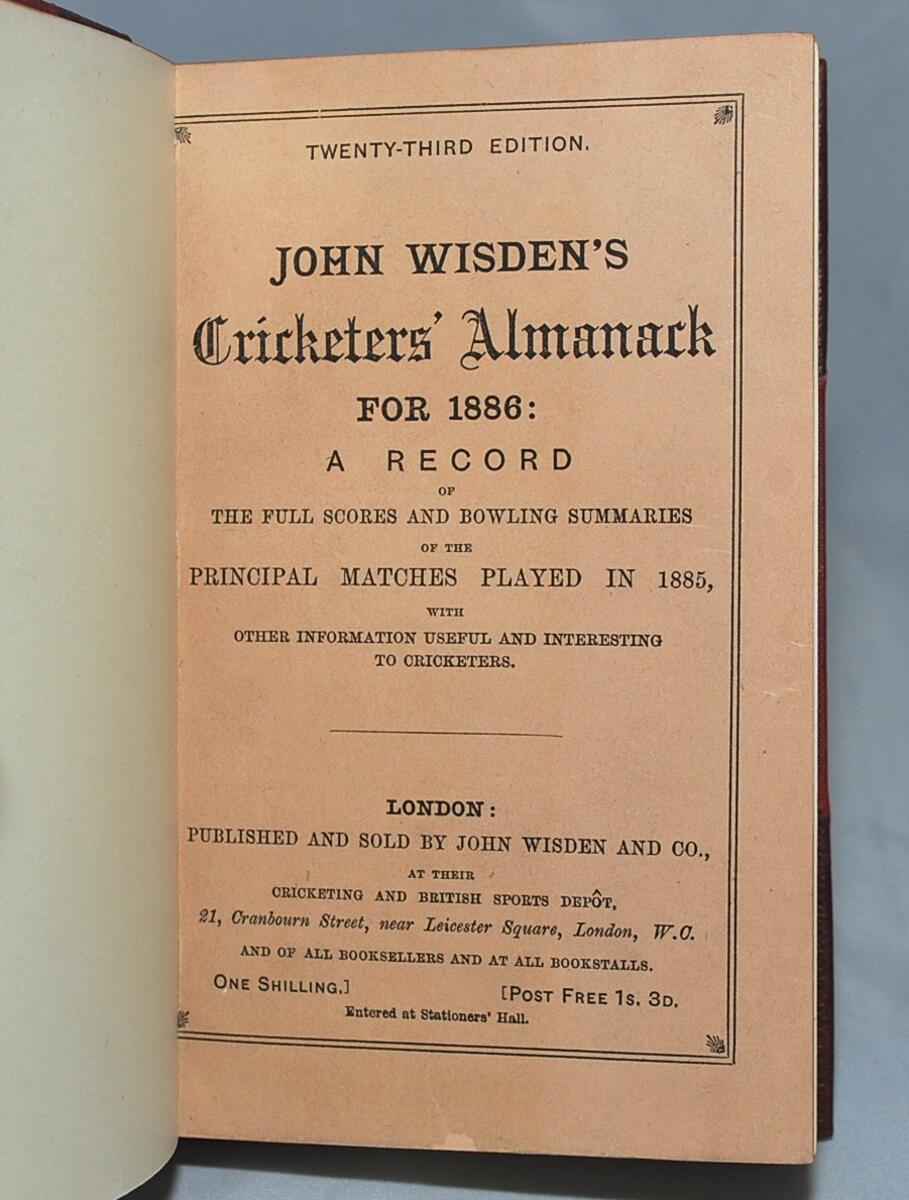 TWENTY-THIRD EDITION.
JOHN WISDEN'S
Cricketers' Almanack
FOR 1886:
A RECORD
OF
THE FULL SCORES AND BOWLING SUMMARIES
OF THE
PRINCIPAL MATCHES PLAYED IN 1885,
WITH
OTHER INFORMATION USEFUL AND INTERESTING
TO CRICKETERS.
LONDON:
PUBLISHED AND SOLD BY JOHN WISDEN AND CO.,
AT THEIR
CRICKETING AND BRITISH SPORTS DEPÔT,
21, Cranbourn Street, near Leicester Square, London, W.C.
AND OF ALL BOOKSELLERS AND AT ALL BOOKSTALLS.
ONE SHILLING.] [POST FREE 1S. 3D.
Entered at Stationers' Hall.